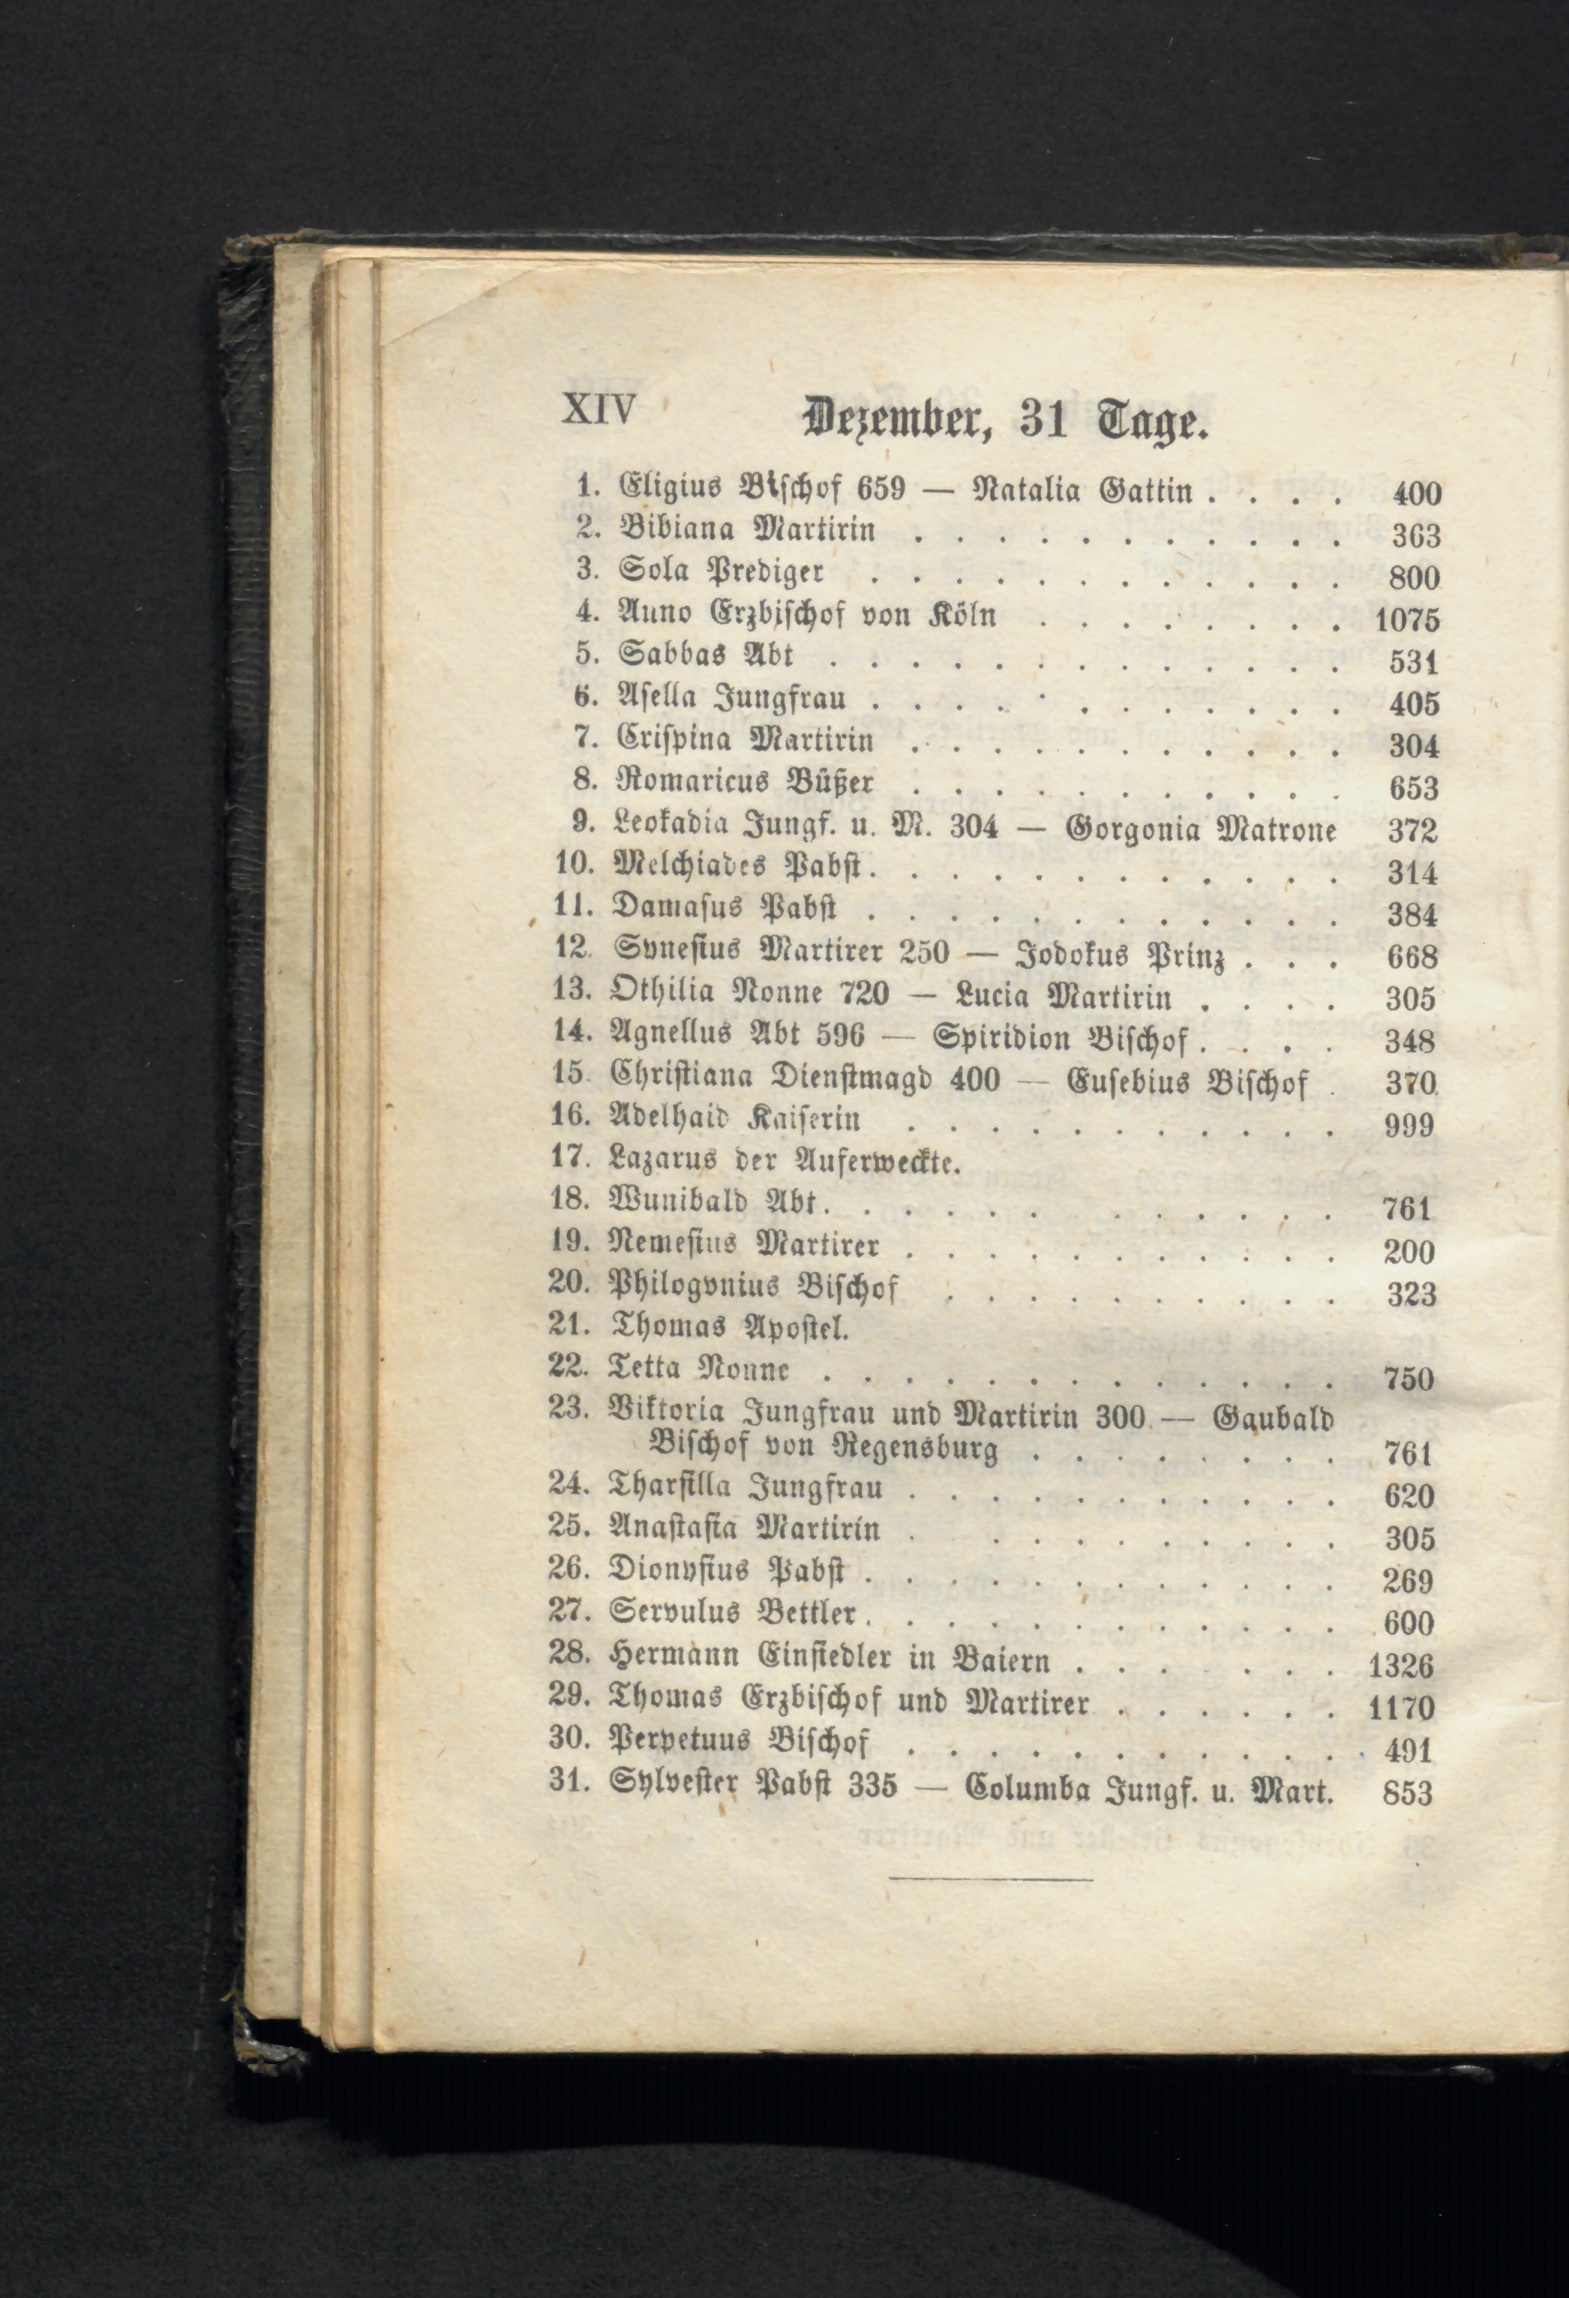 XIV Dezember, 31 Tage.
1. Eligius Bischof 659 — Natalia Gattin . . . . 400
2. Bibiana Martirin . . . . . . . . . . . 363
3. Sola Prediger . . . . . . . . . . . . 800
4. Anno Erzbischof von Köln . . . . . . . . 1075
5. Sabbas Abt . . . . . . . . . . . . . 531
6. Asella Jungfrau . . . . . . . . . . . . 405
7. Crispina Martirin . . . . . . . . . . . 304
8. Romaricus Büßer . . . . . . . . . . . 653
9. Leokadia Jungf. u. M. 304 — Gorgonia Matrone 372
10. Melchiades Pabst . . . . . . . . . . . . 314
11. Damasus Pabst . . . . . . . . . . . . 384
12. Synesius Martirer 250 — Jodokus Prinz . . . 668
13. Othilia Nonne 720 — Lucia Martirin . . . . 305
14. Agnellus Abt 596 — Spiridion Bischof . . . . 348
15. Christiana Dienstmagd 400 — Eusebius Bischof . 370
16. Adelhaid Kaiserin . . . . . . . . . . . 999
17. Lazarus der Auferweckte.
18. Wunibald Abt . . . . . . . . . . . . 761
19. Nemesius Martirer . . . . . . . . . . . 200
20. Philogonius Bischof . . . . . . . . . . 323
21. Thomas Apostel.
22. Tetta Nonne . . . . . . . . . . . . . 750
23. Viktoria Jungfrau und Martirin 300 — Gaubald
Bischof von Regensburg . . . . . . . . 761
24. Tharsilla Jungfrau . . . . . . . . . . . 620
25. Anastasia Martirin . . . . . . . . . . 305
26. Dionysius Pabst . . . . . . . . . . . . 269
27. Servulus Bettler . . . . . . . . . . . . 600
28. Hermann Einsiedler in Baiern . . . . . . 1326
29. Thomas Erzbischof und Martirer . . . . . . 1170
30. Perpetuus Bischof . . . . . . . . . . . . 491
31. Sylvester Pabst 335 — Columba Jungf. u. Mart. 853